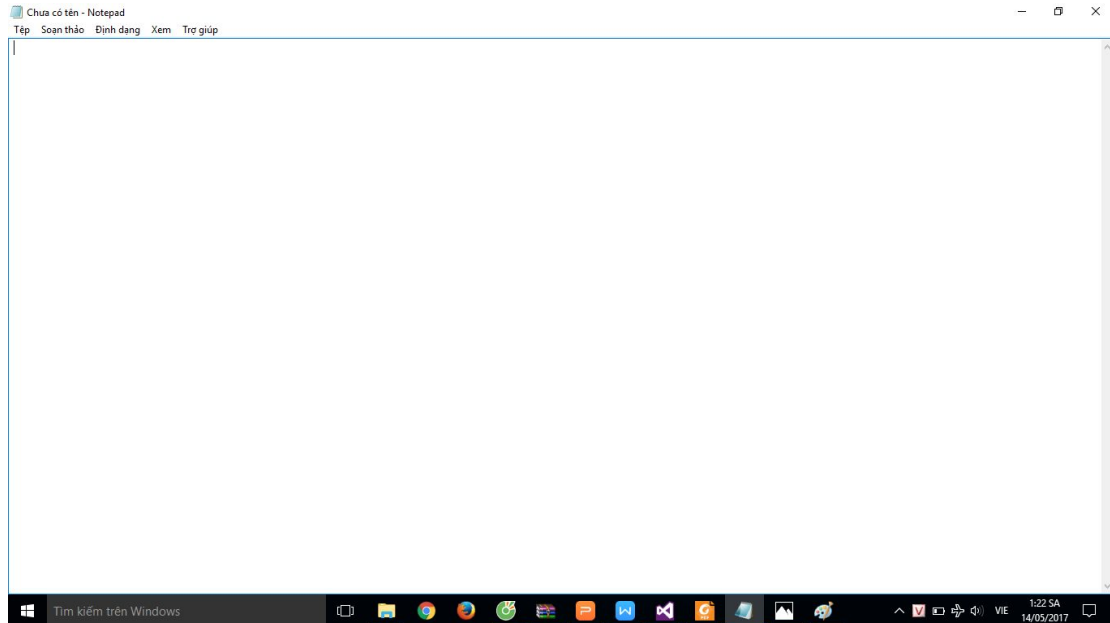 Chưa có tên - Notepad
Tệp Soạn thảo Định dạng Xem Trợ giúp
Tìm kiếm trên Windows
VIE
1:22 SA
14/05/2017